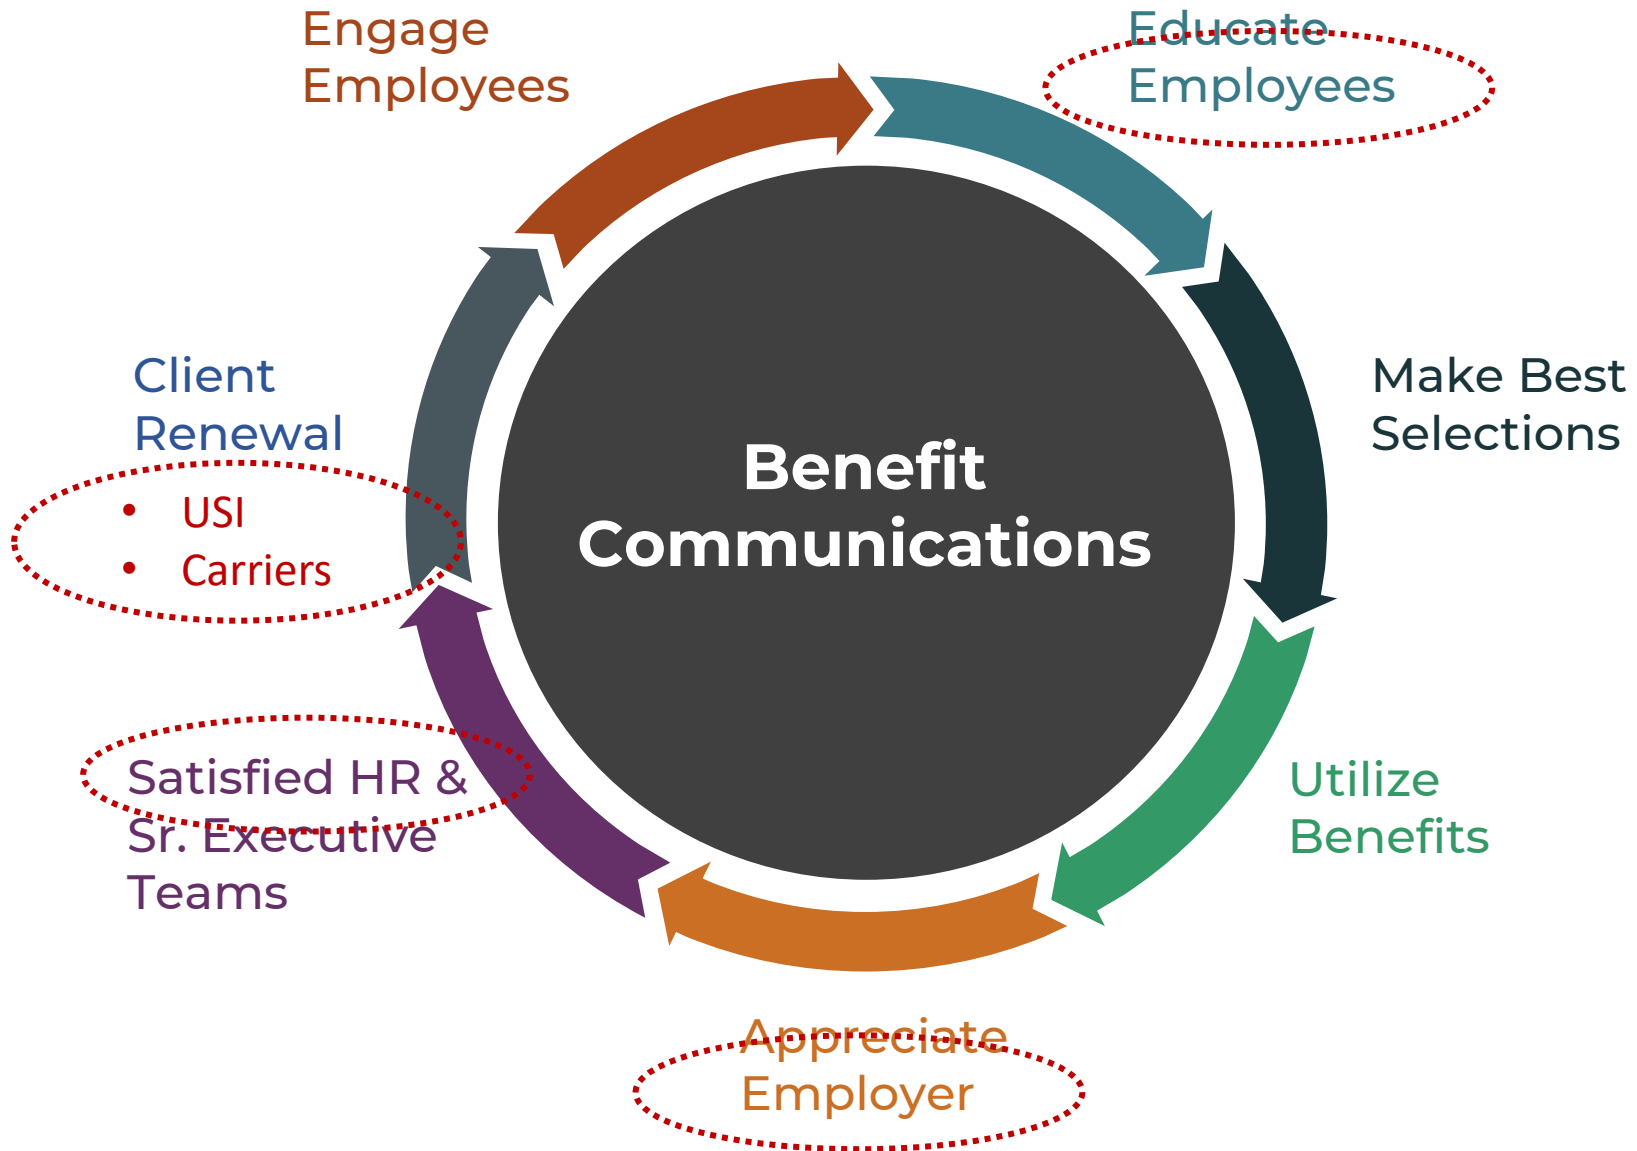 Engage
Employees
Educate
Employees
Make Best
Selections
Utilize
Benefits
Appreciate
Employer
Satisfied HR &
Sr. Executive
Teams
Client
Renewal
• USI
• Carriers
Benefit
Communications